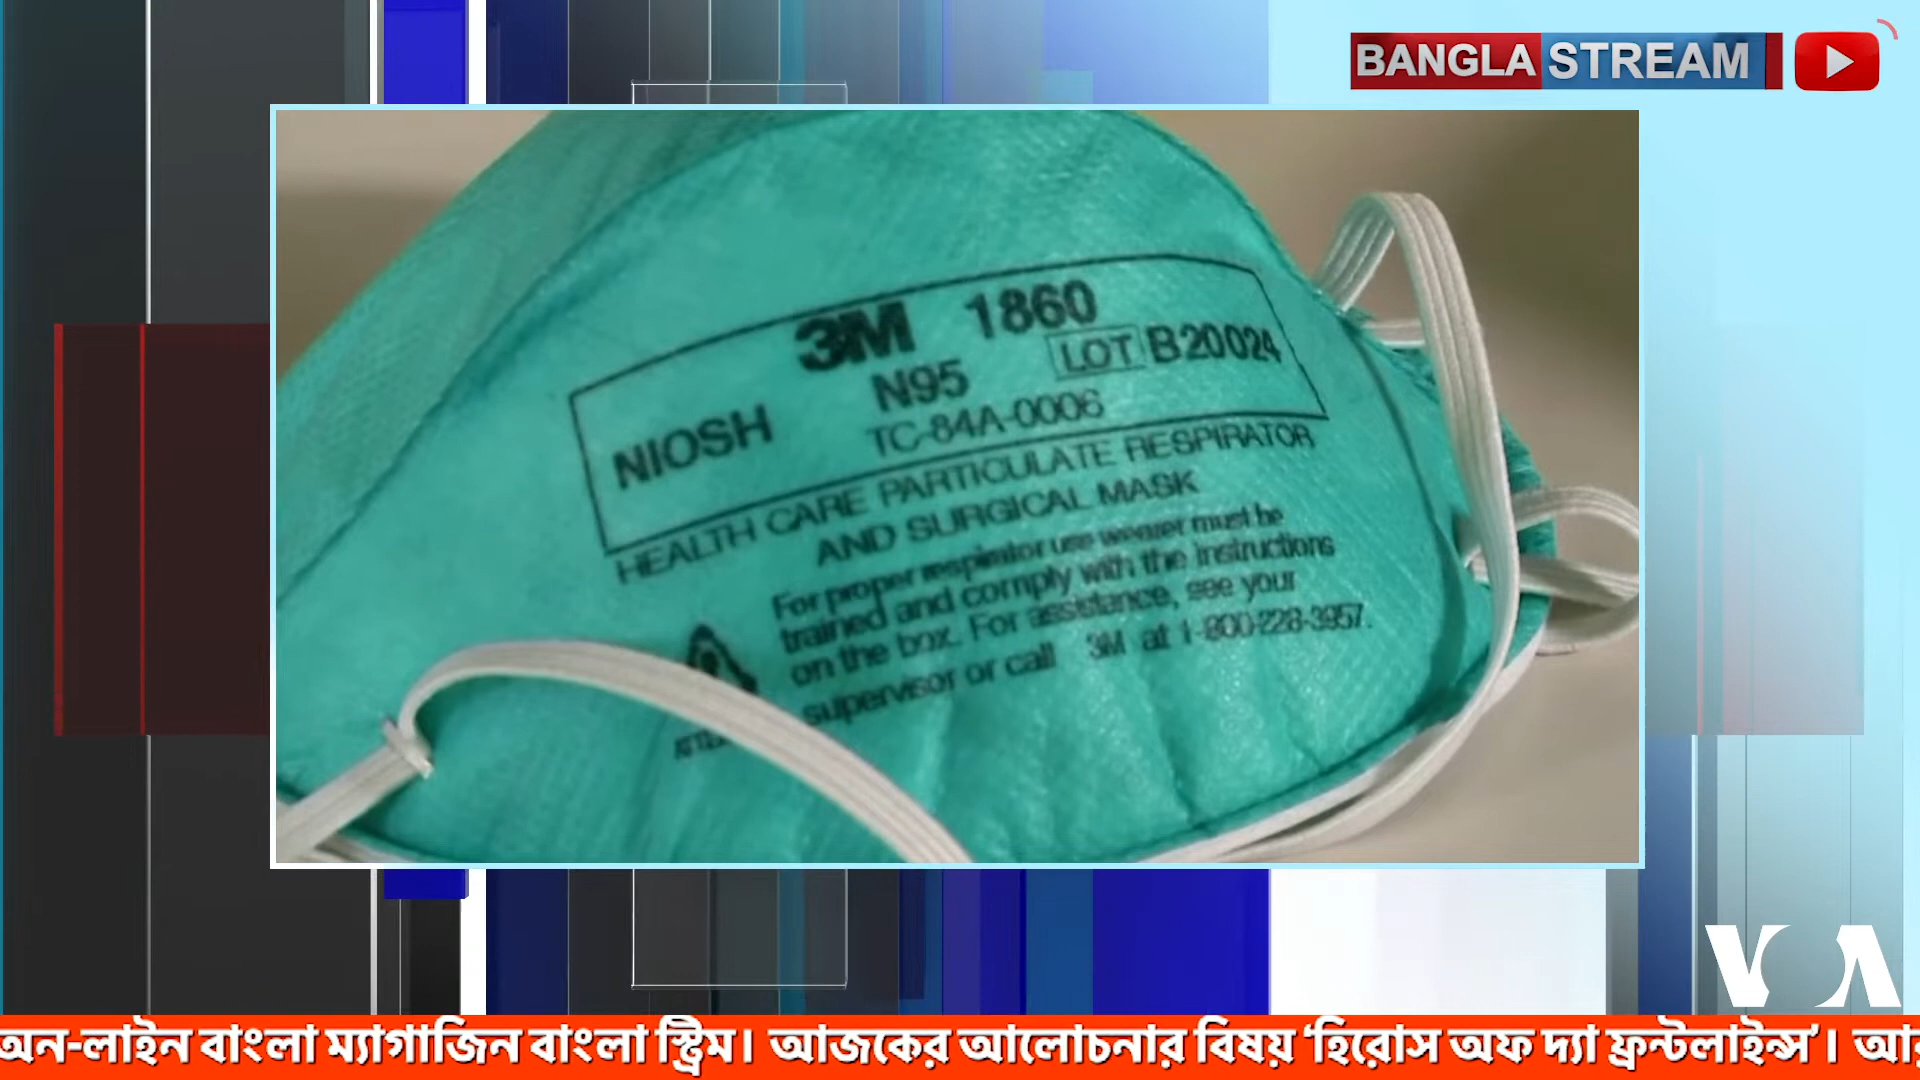 BANGLA STREAM
3M 1860
N95 LOT B20024
NIOSH TC-84A-0006
HEALTH CARE PARTICULATE RESPIRATOR
AND SURGICAL MASK
For proper respirator use wearer must be
trained and comply with the instructions
on the box. For assistance, see your
supervisor or call 3M at 1-800-228-3957.
VOA
অন-লাইন বাংলা ম্যাগাজিন বাংলা স্ট্রিম। আজকের আলোচনার বিষয় ‘হিরোস অফ দ্যা ফ্রন্টলাইন্স’।